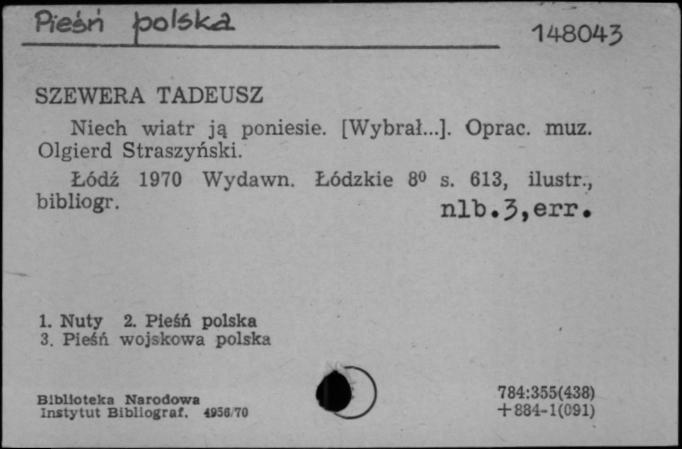 Pieśń polska
148043
SZEWERA TADEUSZ
Niech wiatr ją poniesie. [Wybrał...]. Oprac. muz.
Olgierd Straszyński.
Łódź 1970 Wydawn. Łódzkie 8⁰ s. 613, ilustr.,
bibliogr. nlb.3,err.
1. Nuty 2. Pieśń polska
3. Pieśń wojskowa polska
Biblioteka Narodowa
Instytut Bibliograf. 4956/70
784:355(438)
+884-1(091)